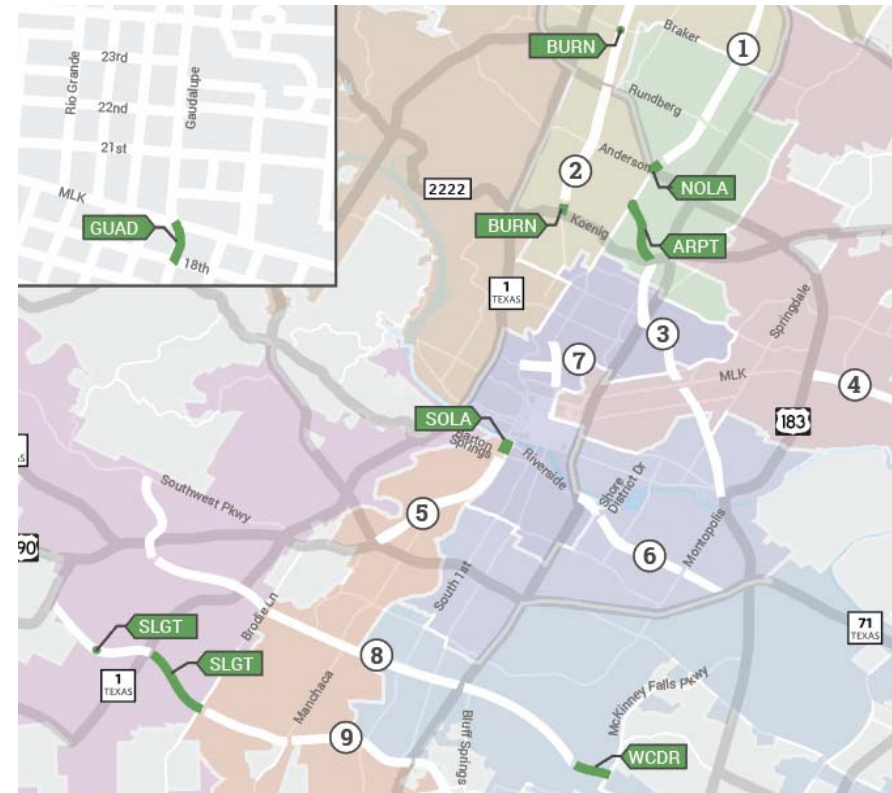 23rd
Rio Grande
Gaudalupe
22nd
21st
MLK
GUAD
18th
BURN
Braker
1
Rundberg
Anderson
2
NOLA
2222
BURN
Koenig
ARPT
1
TEXAS
Springdale
3
7
MLK
4
183
SOLA
Barton
Springs
Riverside
Shore
District Dr
Southwest Pkwy
5
Montopolis
6
90
South 1st
Brodie Ln
SLGT
71
TEXAS
SLGT
8
1
TEXAS
Manchaca
McKinney Falls Pkwy
9
Bluff Springs
WCDR